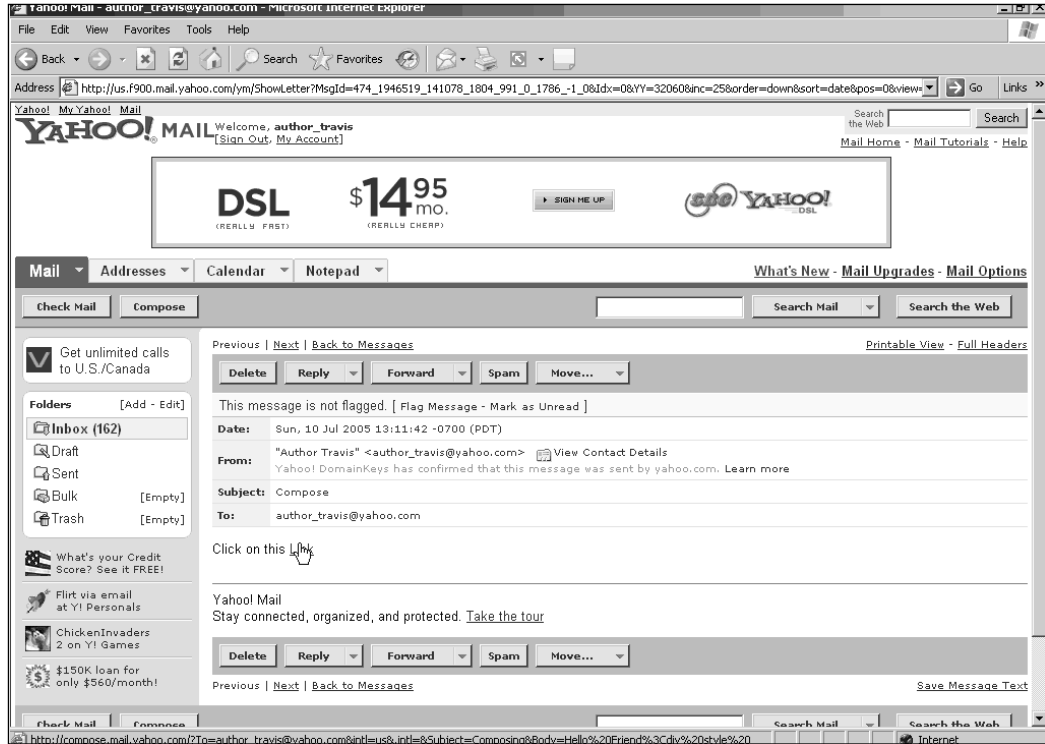 Yahoo! Mail - author_travis@yahoo.com - Microsoft Internet Explorer
File Edit View Favorites Tools Help
Back Search Favorites
Address http://us.f900.mail.yahoo.com/ym/ShowLetter?MsgId=474_1946519_141078_1804_991_0_1786_-1_0&Idx=0&YY=32060&inc=25&order=down&sort=date&pos=0&view= Go Links »
Yahoo! My Yahoo! Mail
YAHOO! MAIL Welcome, author_travis
[Sign Out, My Account]
Search the Web Search
Mail Home - Mail Tutorials - Help
DSL $14.95 mo. SIGN ME UP sbc YAHOO! DSL
(REALLY FAST) (REALLY CHEAP)
Mail Addresses Calendar Notepad What's New - Mail Upgrades - Mail Options
Check Mail Compose Search Mail Search the Web
Get unlimited calls
to U.S./Canada
Folders [Add - Edit]
Inbox (162)
Draft
Sent
Bulk [Empty]
Trash [Empty]
What's your Credit
Score? See it FREE!
Flirt via email
at Y! Personals
ChickenInvaders
2 on Y! Games
$150K loan for
only $560/month!
Previous | Next | Back to Messages Printable View - Full Headers
Delete Reply Forward Spam Move...
This message is not flagged. [ Flag Message - Mark as Unread ]
Date: Sun, 10 Jul 2005 13:11:42 -0700 (PDT)
From: "Author Travis" <author_travis@yahoo.com> View Contact Details
Yahoo! DomainKeys has confirmed that this message was sent by yahoo.com. Learn more
Subject: Compose
To: author_travis@yahoo.com
Click on this Link
Yahoo! Mail
Stay connected, organized, and protected. Take the tour
Delete Reply Forward Spam Move...
Previous | Next | Back to Messages Save Message Text
Check Mail Compose Search Mail Search the Web
http://compose.mail.yahoo.com/?To=author_travis@yahoo.com&intl=us&.intl=&Subject=Composing&Body=Hello%20Friend%3Cdiv%20style%20 Internet